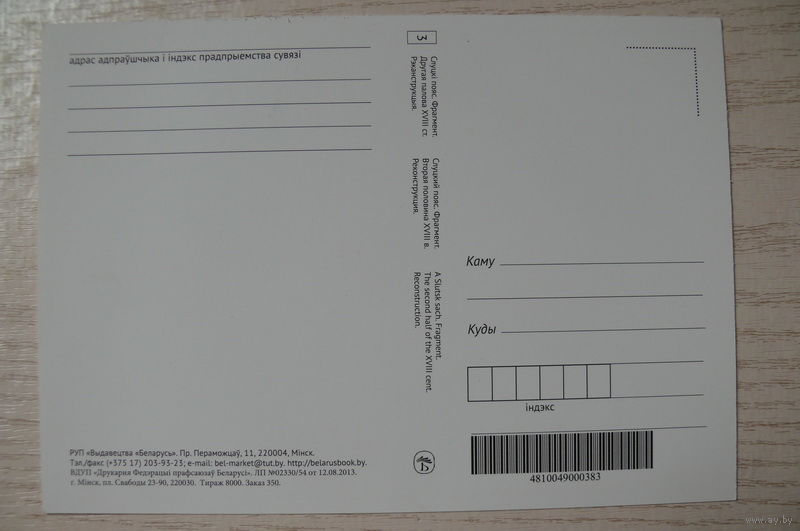 адрас адпраўшчыка і індэкс прадпрыемства сувязі
3
Слуцкі пояс. Фрагмент.
Другая палова XVIII ст.
Рэканструкцыя.
Слуцкий пояс. Фрагмент.
Вторая половина XVIII в.
Реконструкция.
A Slutsk sach. Fragment.
The second half of the XVIII cent.
Reconstruction.
Каму
Куды
індэкс
4810049000383
РУП «Выдавецтва «Беларусь». Пр. Пераможцаў, 11, 220004, Мінск.
Тэл./факс (+375 17) 203-93-23; e-mail: bel-market@tut.by. http://belarusbook.by.
ВДУП «Друкарня Федэрацыі прафсаюзаў Беларусі». ЛП №02330/54 от 12.08.2013.
г. Мінск, пл. Свабоды 23-90, 220030. Тираж 8000. Заказ 350.
www.ay.by